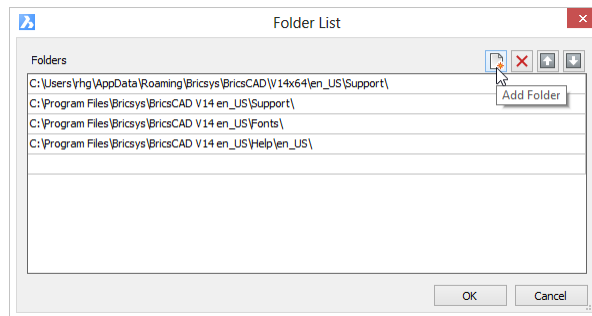 Folder List
Folders
C:\Users\rhg\AppData\Roaming\Bricsys\BricsCAD\V14x64\en_US\Support\
Add Folder
C:\Program Files\Bricsys\BricsCAD V14 en_US\Support\
C:\Program Files\Bricsys\BricsCAD V14 en_US\Fonts\
C:\Program Files\Bricsys\BricsCAD V14 en_US\Help\en_US\
OK Cancel